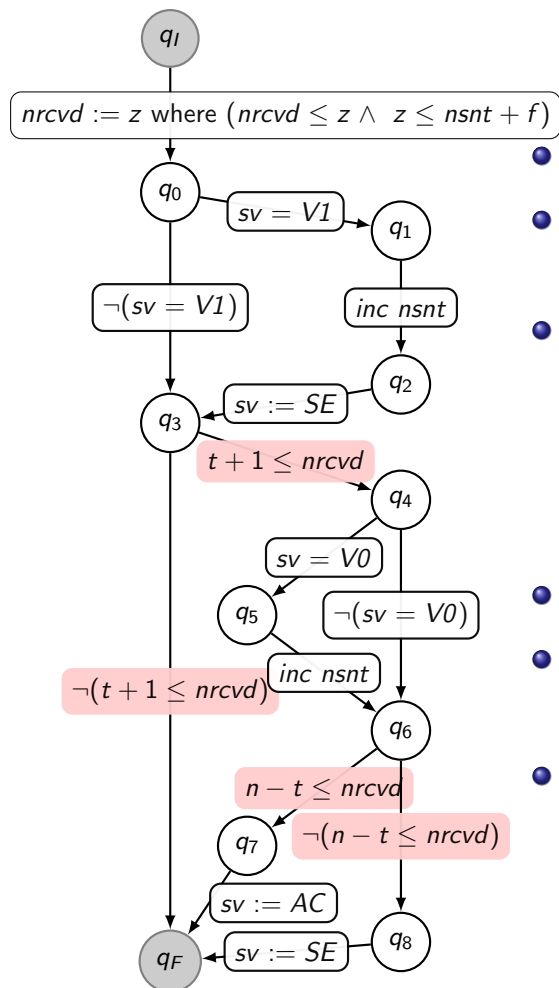 q_I
nrcvd := z where (nrcvd ≤ z ∧ z ≤ nsnt + f)
q_0
sv = V1
q_1
¬(sv = V1)
inc nsnt
q_2
sv := SE
q_3
t + 1 ≤ nrcvd
q_4
sv = V0
q_5
¬(sv = V0)
inc nsnt
¬(t + 1 ≤ nrcvd)
q_6
n − t ≤ nrcvd
¬(n − t ≤ nrcvd)
q_7
sv := AC
q_8
sv := SE
q_F